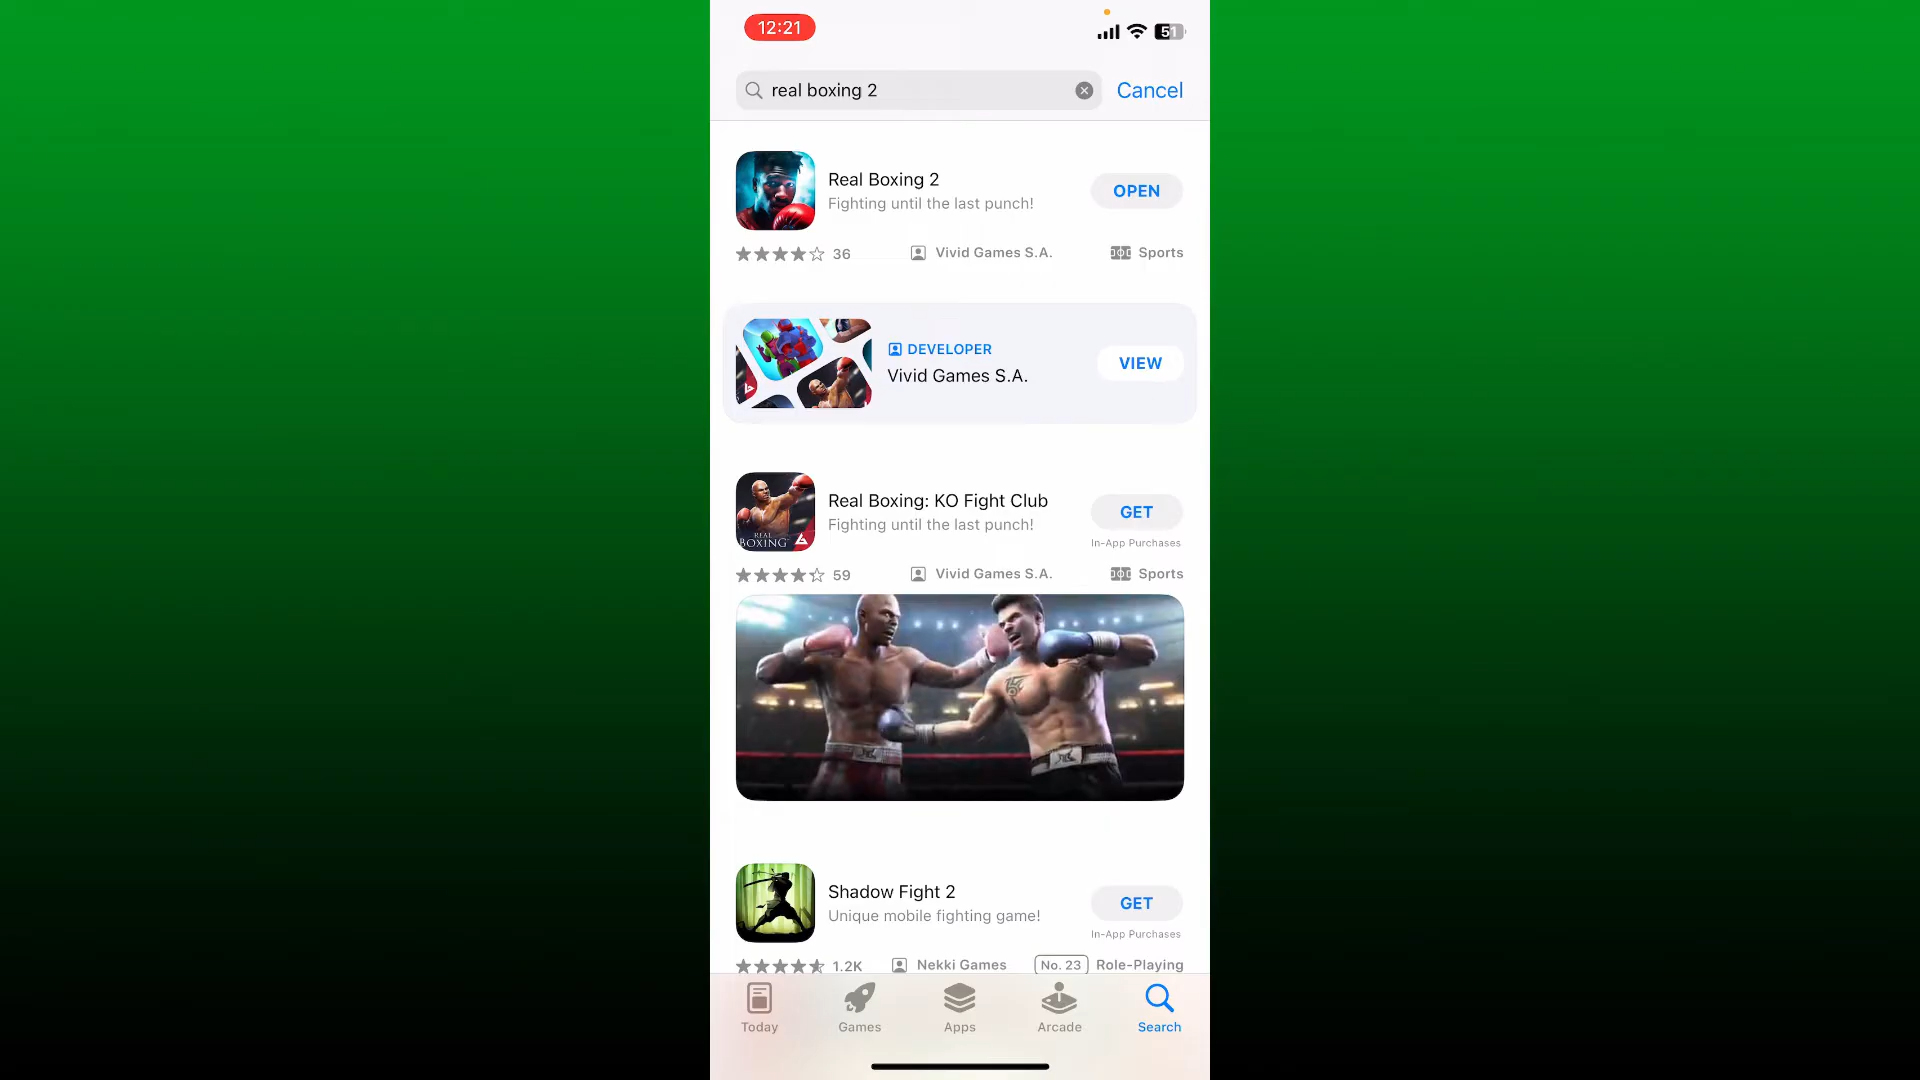 12:21
51
real boxing 2
Cancel
Real Boxing 2
Fighting until the last punch!
OPEN
36
Vivid Games S.A.
Sports
DEVELOPER
Vivid Games S.A.
VIEW
Real Boxing: KO Fight Club
Fighting until the last punch!
GET
In-App Purchases
REAL
BOXING
59
Vivid Games S.A.
Sports
Shadow Fight 2
Unique mobile fighting game!
GET
In-App Purchases
1.2K
Nekki Games
No. 23
Role-Playing
Today
Games
Apps
Arcade
Search